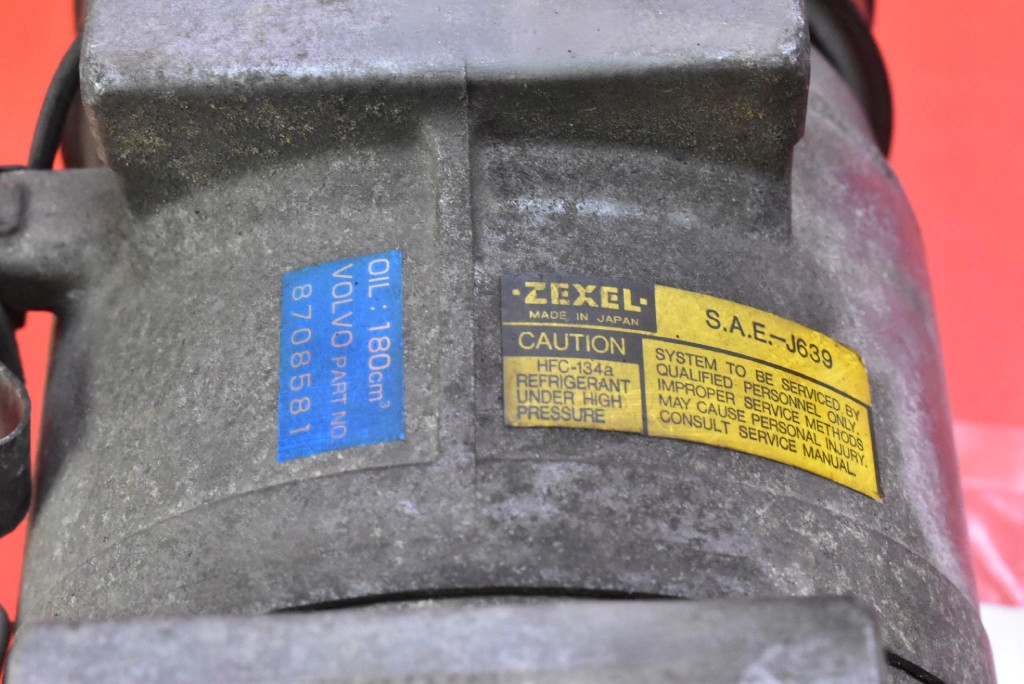 OIL : 180cm³
VOLVO PART NO
8708581
·ZEXEL·
MADE IN JAPAN
CAUTION
HFC-134a
REFRIGERANT
UNDER HIGH
PRESSURE
S.A.E.-J639
SYSTEM TO BE SERVICED BY
QUALIFIED PERSONNEL ONLY.
IMPROPER SERVICE METHODS
MAY CAUSE PERSONAL INJURY.
CONSULT SERVICE MANUAL.